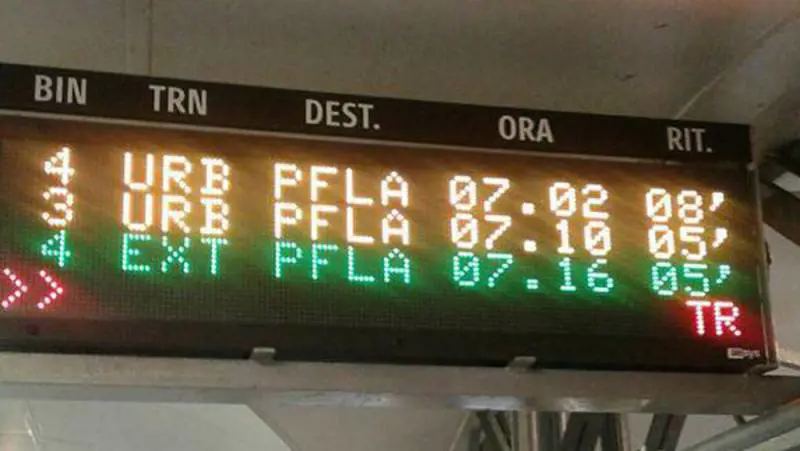 BIN TRN DEST. ORA RIT.
4 URB PFLA 07.02 08'
3 URB PFLA 07.10 05'
4 EXT PFLA 07.16 05'
>> TR